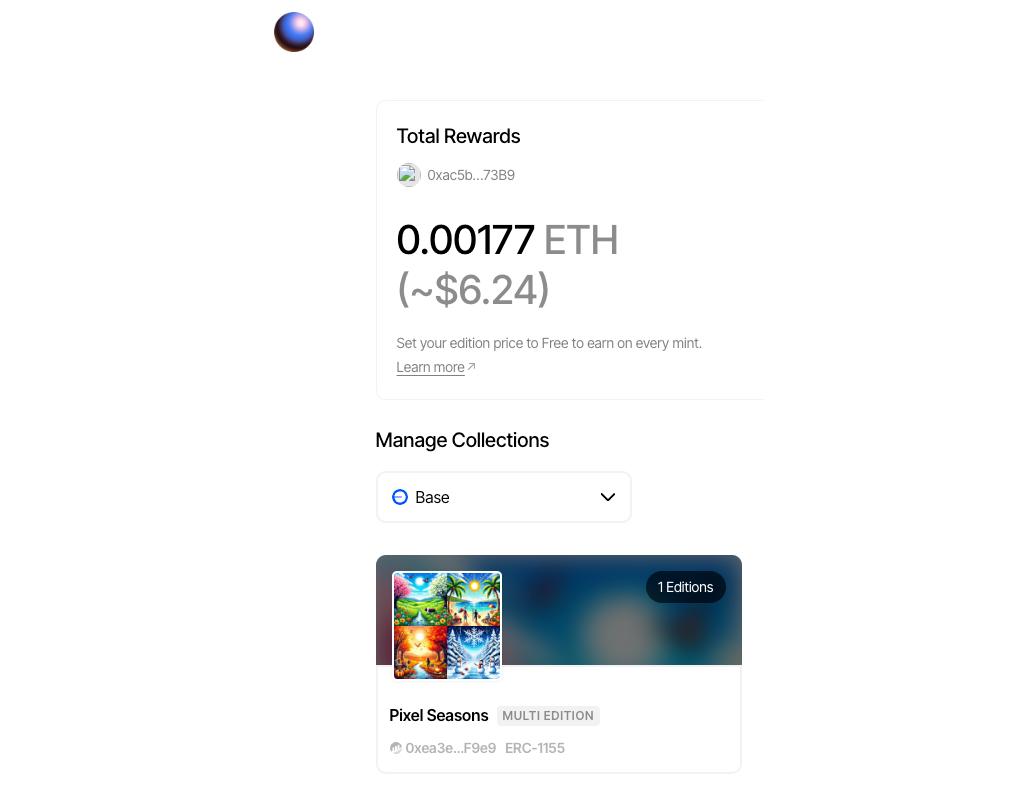 Total Rewards
0xac5b...73B9
0.00177 ETH
(~$6.24)
Set your edition price to Free to earn on every mint.
Learn more↗
Manage Collections
Base
1 Editions
Pixel Seasons MULTI EDITION
0xea3e...F9e9 ERC-1155